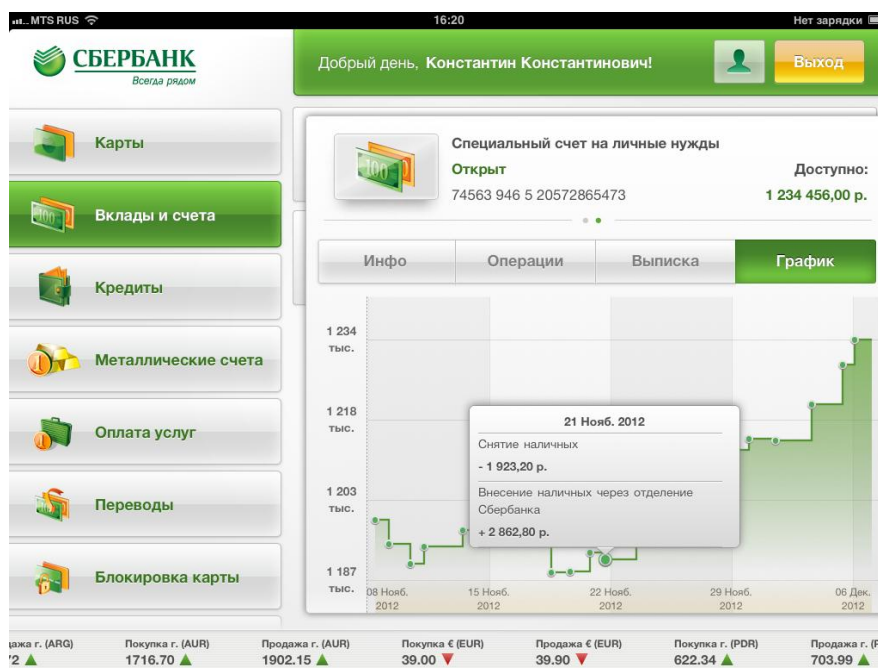 MTS RUS
16:20
Нет зарядки
СБЕРБАНК
Всегда рядом
Добрый день, Константин Константинович!
Выход
Карты
Вклады и счета
Кредиты
Металлические счета
Оплата услуг
Переводы
Блокировка карты
Специальный счет на личные нужды
Открыт
Доступно:
74563 946 5 20572865473
1 234 456,00 р.
Инфо
Операции
Выписка
График
1 234
тыс.
1 218
тыс.
1 203
тыс.
1 187
тыс.
21 Нояб. 2012
Снятие наличных
- 1 923,20 р.
Внесение наличных через отделение
Сбербанка
+ 2 862,80 р.
08 Нояб.
2012
15 Нояб.
2012
22 Нояб.
2012
29 Нояб.
2012
06 Дек.
2012
г. (ARG)
Покупка г. (AUR)
1716.70
Продажа г. (AUR)
1902.15
Покупка € (EUR)
39.00
Продажа € (EUR)
39.90
Покупка г. (PDR)
622.34
Продажа г.
703.99